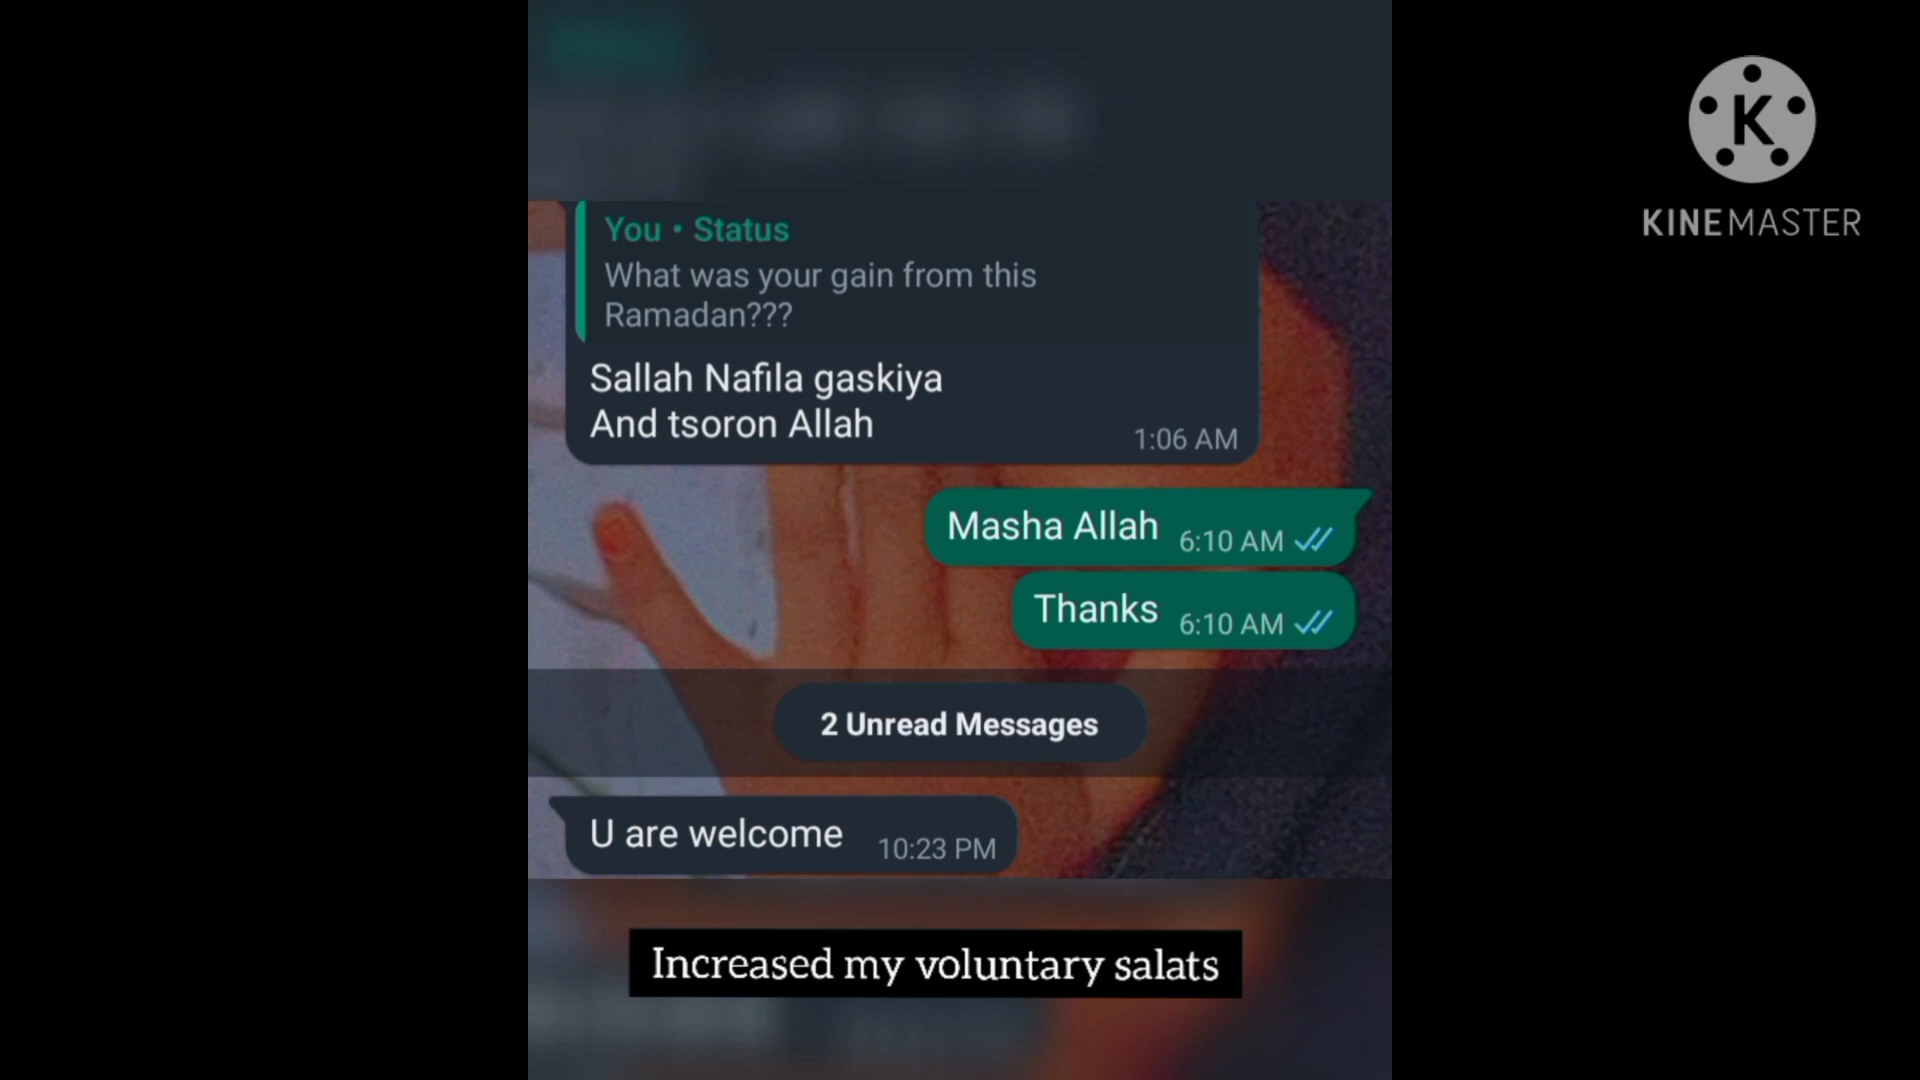 You • Status
What was your gain from this
Ramadan???
Sallah Nafila gaskiya
And tsoron Allah
1:06 AM
Masha Allah 6:10 AM
Thanks 6:10 AM
2 Unread Messages
U are welcome 10:23 PM
Increased my voluntary salats
K
KINEMASTER